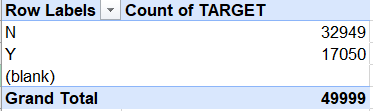 Row Labels Count of TARGET
N 32949
Y 17050
(blank)
Grand Total 49999